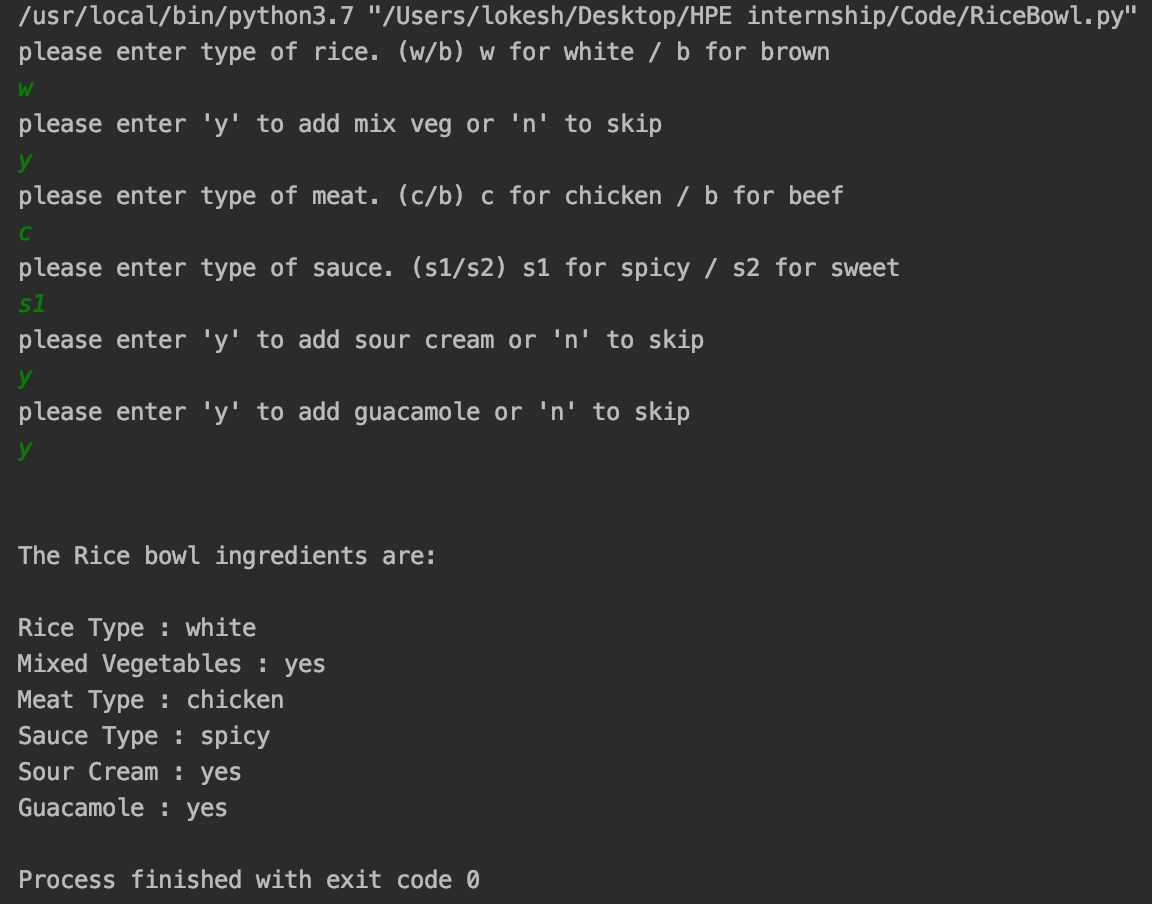 /usr/local/bin/python3.7 "/Users/lokesh/Desktop/HPE internship/Code/RiceBowl.py"
please enter type of rice. (w/b) w for white / b for brown
w
please enter 'y' to add mix veg or 'n' to skip
y
please enter type of meat. (c/b) c for chicken / b for beef
c
please enter type of sauce. (s1/s2) s1 for spicy / s2 for sweet
s1
please enter 'y' to add sour cream or 'n' to skip
y
please enter 'y' to add guacamole or 'n' to skip
y
The Rice bowl ingredients are:
Rice Type : white
Mixed Vegetables : yes
Meat Type : chicken
Sauce Type : spicy
Sour Cream : yes
Guacamole : yes
Process finished with exit code 0